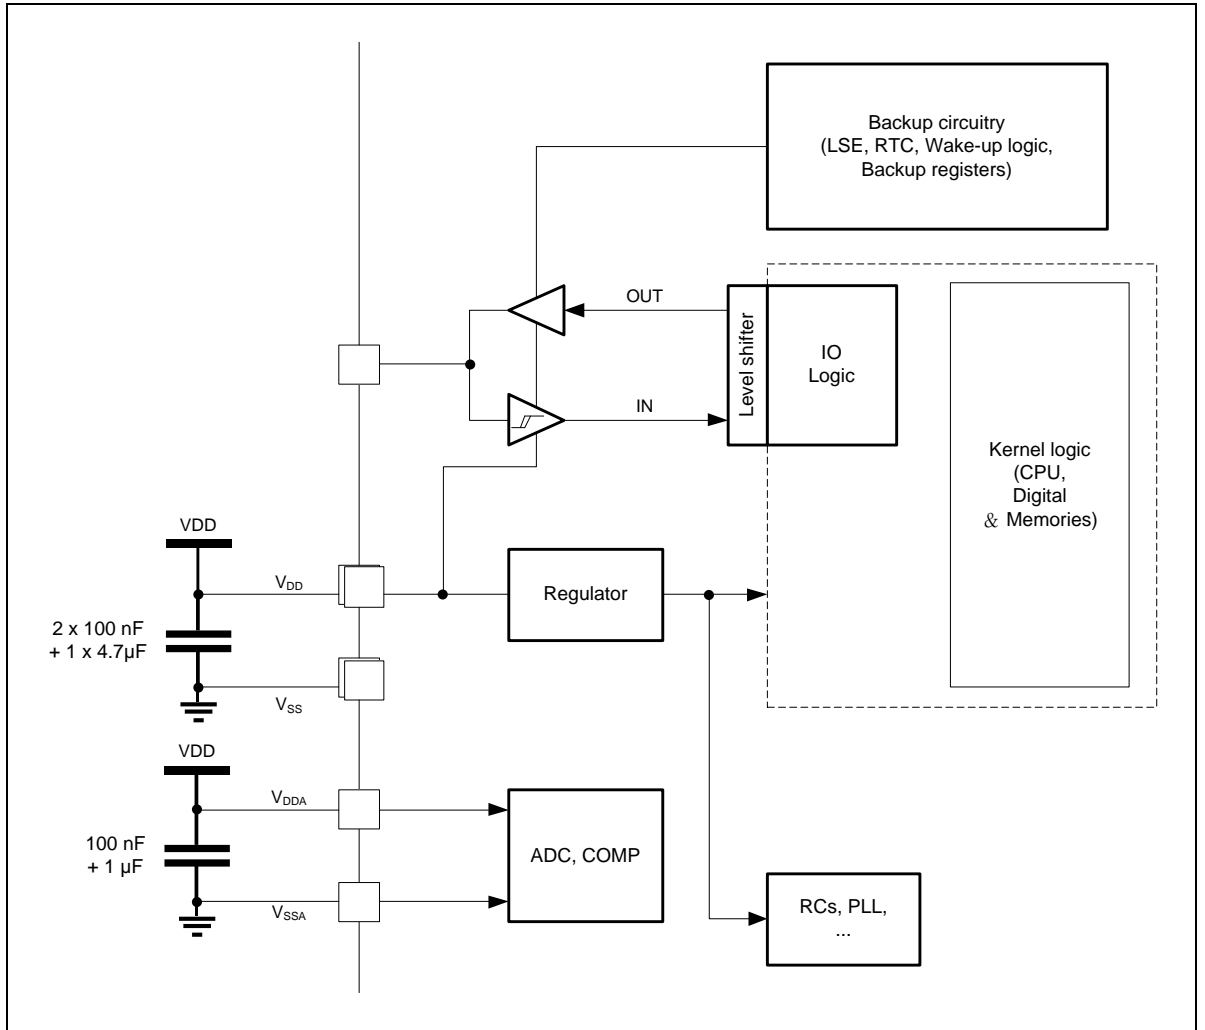 Backup circuitry
(LSE, RTC, Wake-up logic,
Backup registers)
OUT
Level shifter
IO
Logic
IN
Kernel logic
(CPU,
Digital
& Memories)
VDD
VDD
Regulator
2 x 100 nF
+ 1 x 4.7µF
VSS
VDD
VDDA
100 nF
+ 1 µF
ADC, COMP
VSSA
RCs, PLL,
...